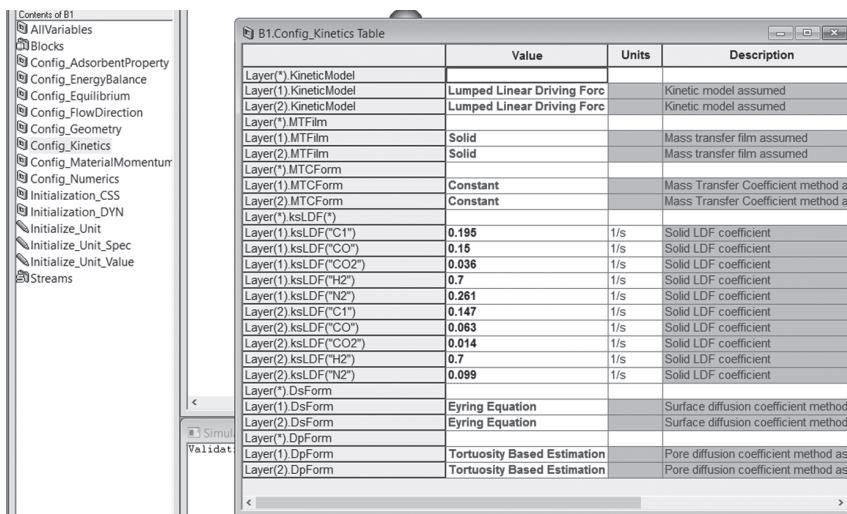 Contents of B1
AllVariables
Blocks
Config_AdsorbentProperty
Config_EnergyBalance
Config_Equilibrium
Config_FlowDirection
Config_Geometry
Config_Kinetics
Config_MaterialMomentum
Config_Numerics
Initialization_CSS
Initialization_DYN
Initialize_Unit
Initialize_Unit_Spec
Initialize_Unit_Value
Streams
Simul
Validat
B1.Config_Kinetics Table
Value Units Description
Layer(*).KineticModel
Layer(1).KineticModel Lumped Linear Driving Forc Kinetic model assumed
Layer(2).KineticModel Lumped Linear Driving Forc Kinetic model assumed
Layer(*).MTFilm
Layer(1).MTFilm Solid Mass transfer film assumed
Layer(2).MTFilm Solid Mass transfer film assumed
Layer(*).MTCForm
Layer(1).MTCForm Constant Mass Transfer Coefficient method a
Layer(2).MTCForm Constant Mass Transfer Coefficient method a
Layer(*).ksLDF(*)
Layer(1).ksLDF("C1") 0.195 1/s Solid LDF coefficient
Layer(1).ksLDF("CO") 0.15 1/s Solid LDF coefficient
Layer(1).ksLDF("CO2") 0.036 1/s Solid LDF coefficient
Layer(1).ksLDF("H2") 0.7 1/s Solid LDF coefficient
Layer(1).ksLDF("N2") 0.261 1/s Solid LDF coefficient
Layer(2).ksLDF("C1") 0.147 1/s Solid LDF coefficient
Layer(2).ksLDF("CO") 0.063 1/s Solid LDF coefficient
Layer(2).ksLDF("CO2") 0.014 1/s Solid LDF coefficient
Layer(2).ksLDF("H2") 0.7 1/s Solid LDF coefficient
Layer(2).ksLDF("N2") 0.099 1/s Solid LDF coefficient
Layer(*).DsForm
Layer(1).DsForm Eyring Equation Surface diffusion coefficient method
Layer(2).DsForm Eyring Equation Surface diffusion coefficient method
Layer(*).DpForm
Layer(1).DpForm Tortuosity Based Estimation Pore diffusion coefficient method as
Layer(2).DpForm Tortuosity Based Estimation Pore diffusion coefficient method as